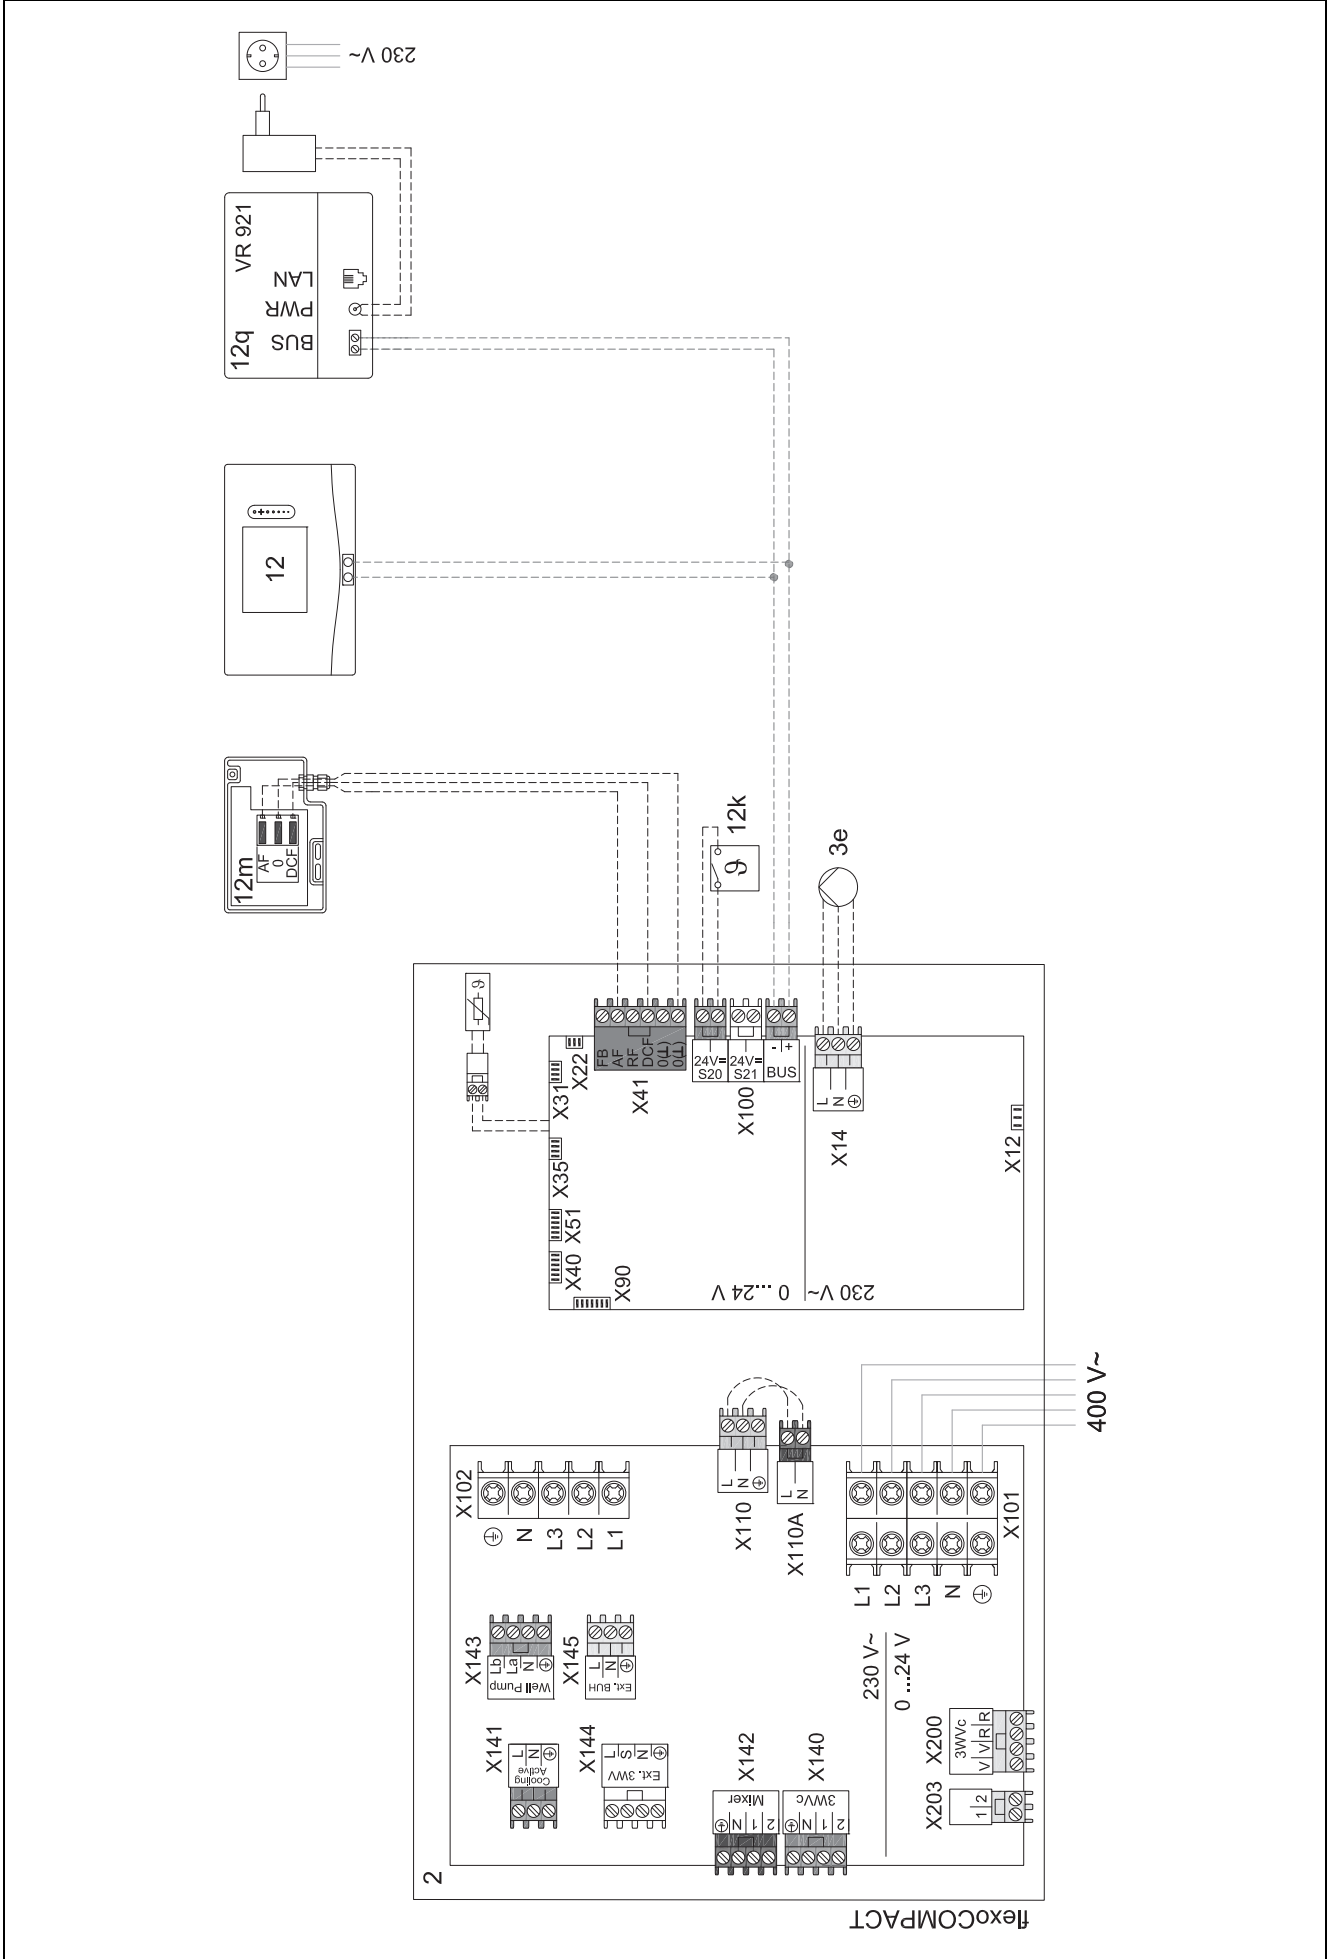 230 V~
VR 921
LAN
PWR
BUS
12q
12
12m
AF
0
DCF
12k
ϑ
3e
ϑ
X22
X31
X35
X51
X40
X90
FB
AF
RF
DCF
0(⊥)
0(⊥)
X41
24V=
S20
24V=
S21
X100
- +
BUS
L
N
X14
X12
0...24 V
230 V~
400 V~
X102
N
L3
L2
L1
L
N
X110
L
N
X110A
X101
L1
L2
L3
N
X143
Lb
La
N
Well Pump
X145
L
N
Ext. BUH
X141
L
N
Cooling
Active
X144
L
S
N
Ext. 3WV
X142
Mixer
N 1 2
X140
3WVc
N 1 2
230 V~
0 ...24 V
X200
3WVc
V V R R
X203
1 2
2
flexoCOMPACT